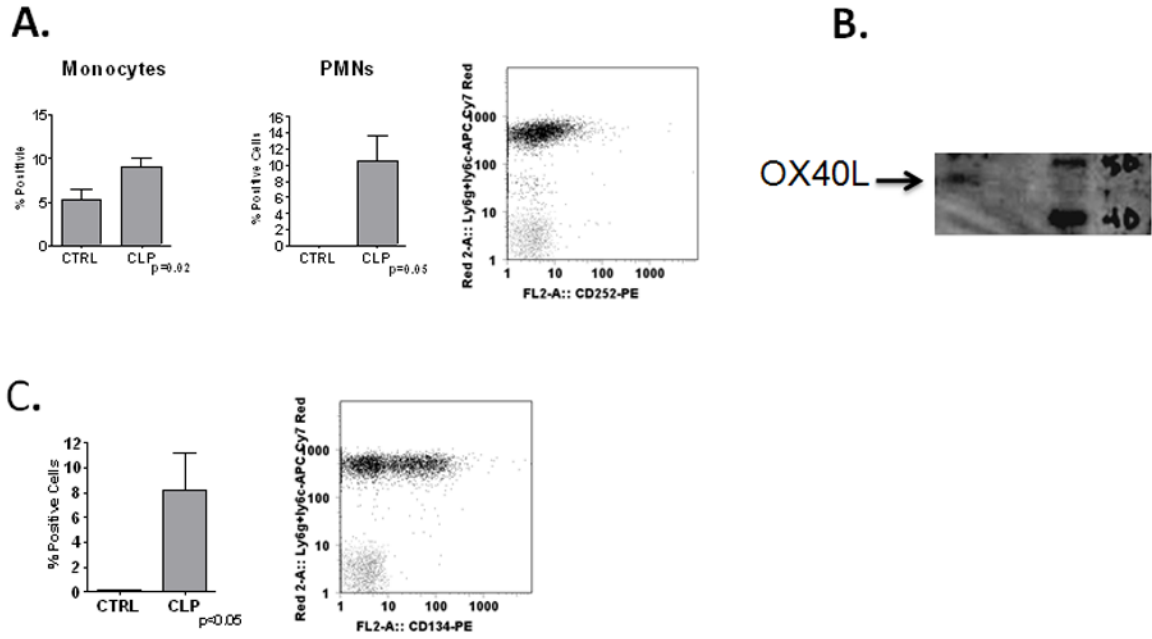 A.
B.
Monocytes
PMNs
% Positive
15
10
5
0
CTRL CLP
p=0.02
% Positive Cells
16
14
12
10
8
6
4
2
0
CTRL CLP
p=0.05
Red 2-A:: Ly6g+ly6c-APC Cy7 Red
1000
100
10
1
1 10 100 1000
FL2-A:: CD252-PE
OX40L
50
40
C.
% Positive Cells
12
10
8
6
4
2
0
CTRL CLP
p<0.05
Red 2-A:: Ly6g+ly6c-APC Cy7 Red
1000
100
10
1
1 10 100 1000
FL2-A:: CD134-PE